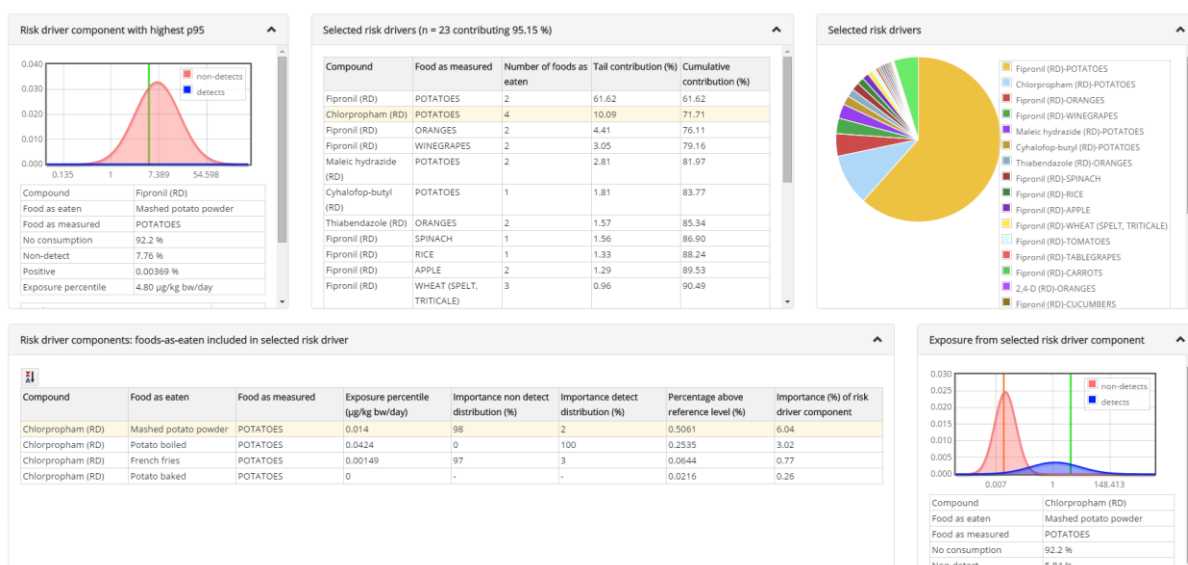 Risk driver component with highest p95
0.040
0.030
0.020
0.010
0.000
non-detects
detects
0.135 1 7.389 54.598
Compound Fipronil (RD)
Food as eaten Mashed potato powder
Food as measured POTATOES
No consumption 92.2 %
Non-detect 7.76 %
Positive 0.00369 %
Exposure percentile 4.80 µg/kg bw/day
Selected risk drivers (n = 23 contributing 95.15 %)
Compound Food as measured Number of foods as Tail contribution (%) Cumulative
eaten contribution (%)
Fipronil (RD) POTATOES 2 61.62 61.62
Chlorpropham (RD) POTATOES 4 10.09 71.71
Fipronil (RD) ORANGES 2 4.41 76.11
Fipronil (RD) WINEGRAPES 2 3.05 79.16
Maleic hydrazide POTATOES 2 2.81 81.97
(RD)
Cyhalofop-butyl POTATOES 1 1.81 83.77
(RD)
Thiabendazole (RD) ORANGES 2 1.57 85.34
Fipronil (RD) SPINACH 1 1.56 86.90
Fipronil (RD) RICE 1 1.33 88.24
Fipronil (RD) APPLE 2 1.29 89.53
Fipronil (RD) WHEAT (SPELT, 3 0.96 90.49
TRITICALE)
Selected risk drivers
Fipronil (RD)-POTATOES
Chlorpropham (RD)-POTATOES
Fipronil (RD)-ORANGES
Fipronil (RD)-WINEGRAPES
Maleic hydrazide (RD)-POTATOES
Cyhalofop-butyl (RD)-POTATOES
Thiabendazole (RD)-ORANGES
Fipronil (RD)-SPINACH
Fipronil (RD)-RICE
Fipronil (RD)-APPLE
Fipronil (RD)-WHEAT (SPELT, TRITICALE)
Fipronil (RD)-TOMATOES
Fipronil (RD)-TABLEGRAPES
Fipronil (RD)-CARROTS
2,4-D (RD)-ORANGES
Fipronil (RD)-CUCUMBERS
Risk driver components: foods-as-eaten included in selected risk driver
Z
A
Compound Food as eaten Food as measured Exposure percentile Importance non detect Importance detect Percentage above Importance (%) of risk
(µg/kg bw/day) distribution (%) distribution (%) reference level (%) driver component
Chlorpropham (RD) Mashed potato powder POTATOES 0.014 98 2 0.5061 6.04
Chlorpropham (RD) Potato boiled POTATOES 0.0424 0 100 0.2535 3.02
Chlorpropham (RD) French fries POTATOES 0.00149 97 3 0.0644 0.77
Chlorpropham (RD) Potato baked POTATOES 0 - - 0.0216 0.26
Exposure from selected risk driver component
0.030
0.025
0.020
0.015
0.010
0.005
0.000
non-detects
detects
0.007 1 148.413
Compound Chlorpropham (RD)
Food as eaten Mashed potato powder
Food as measured POTATOES
No consumption 92.2 %